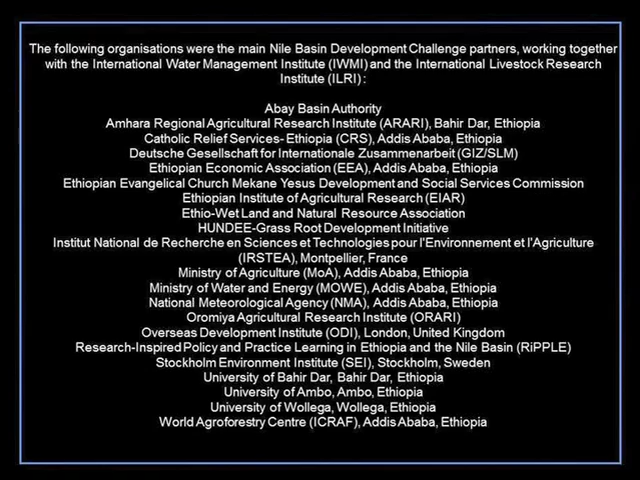 The following organisations were the main Nile Basin Development Challenge partners, working together
with the International Water Management Institute (IWMI) and the International Livestock Research
Institute (ILRI) :
Abay Basin Authority
Amhara Regional Agricultural Research Institute (ARARI), Bahir Dar, Ethiopia
Catholic Relief Services- Ethiopia (CRS), Addis Ababa, Ethiopia
Deutsche Gesellschaft for Internationale Zusammenarbeit (GIZ/SLM)
Ethiopian Economic Association (EEA), Addis Ababa, Ethiopia
Ethiopian Evangelical Church Mekane Yesus Development and Social Services Commission
Ethiopian Institute of Agricultural Research (EIAR)
Ethio-Wet Land and Natural Resource Association
HUNDEE-Grass Root Development Initiative
Institut National de Recherche en Sciences et Technologies pour l'Environnement et l'Agriculture
(IRSTEA), Montpellier, France
Ministry of Agriculture (MoA), Addis Ababa, Ethiopia
Ministry of Water and Energy (MOWE), Addis Ababa, Ethiopia
National Meteorological Agency (NMA), Addis Ababa, Ethiopia
Oromiya Agricultural Research Institute (ORARI)
Overseas Development Institute (ODI), London, United Kingdom
Research-Inspired Policy and Practice Learning in Ethiopia and the Nile Basin (RiPPLE)
Stockholm Environment Institute (SEI), Stockholm, Sweden
University of Bahir Dar, Bahir Dar, Ethiopia
University of Ambo, Ambo, Ethiopia
University of Wollega, Wollega, Ethiopia
World Agroforestry Centre (ICRAF), Addis Ababa, Ethiopia